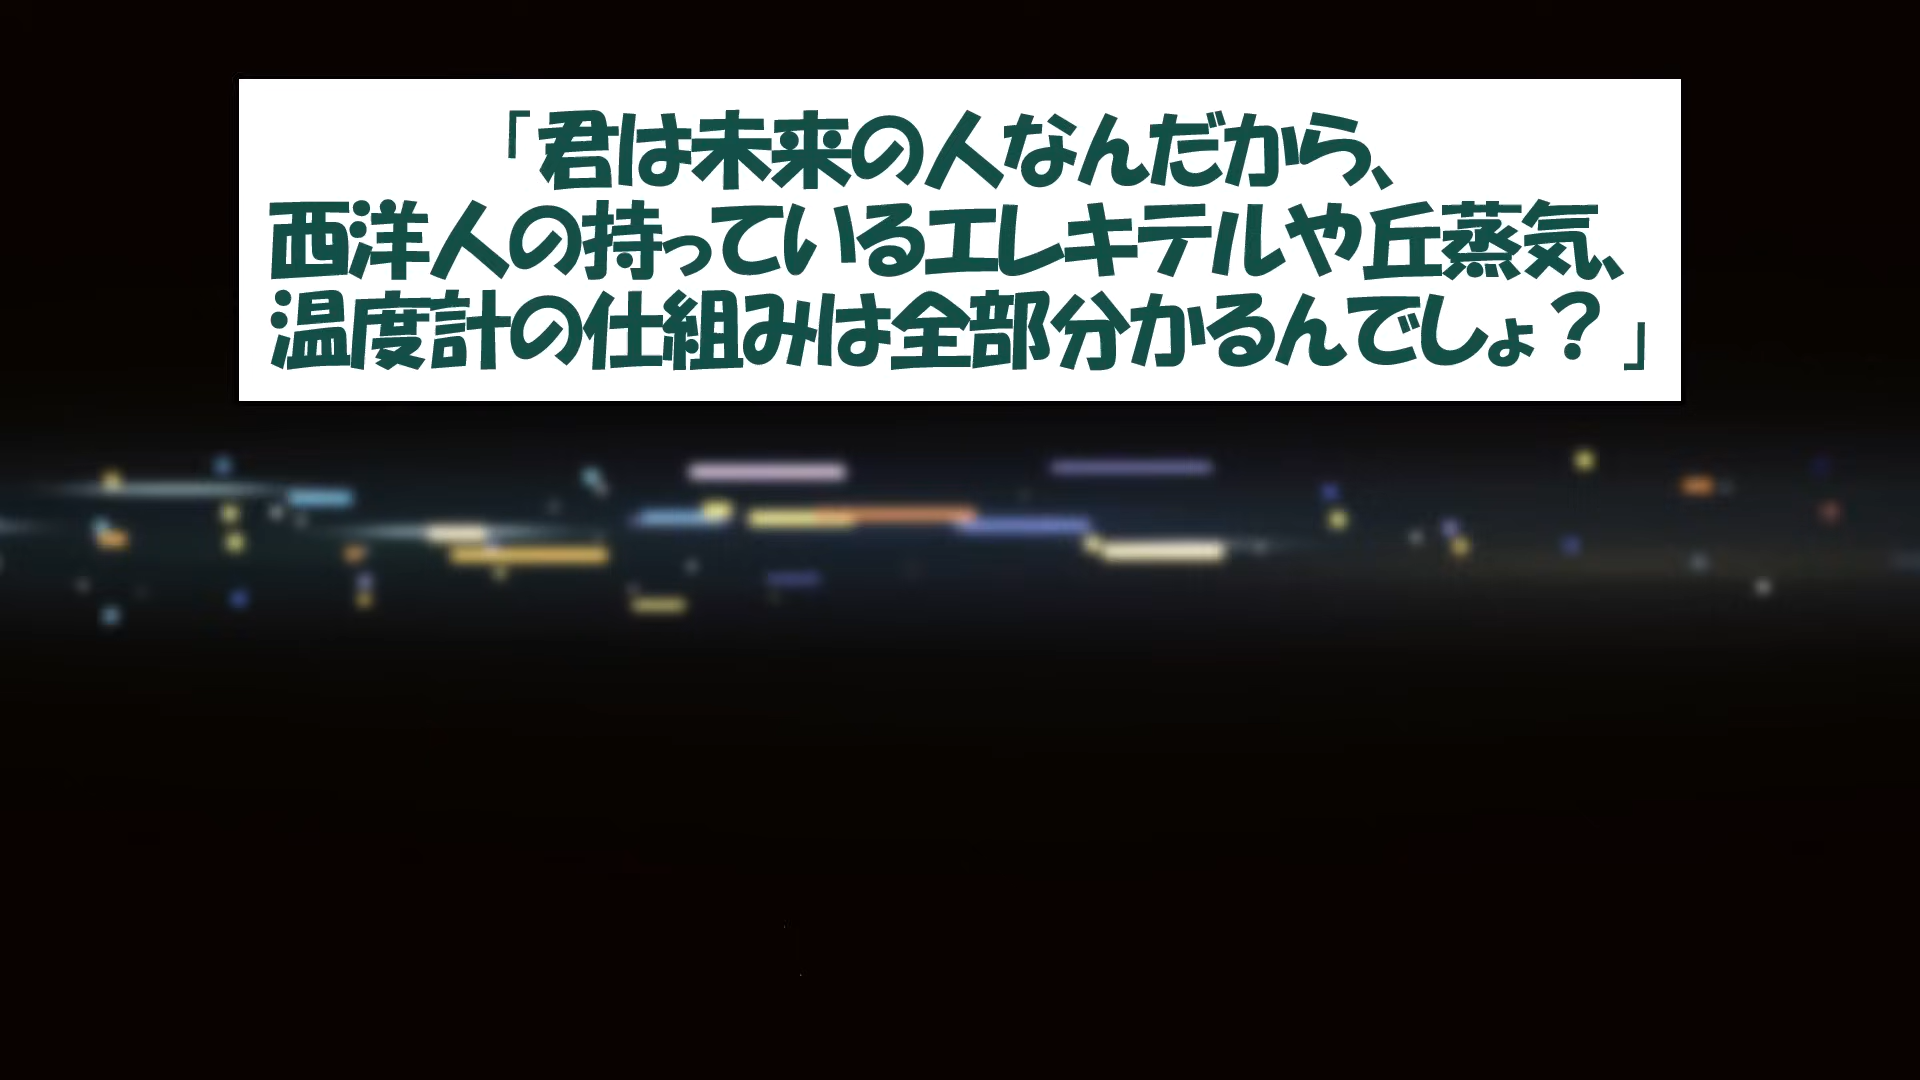 「君は未来の人なんだから、
西洋人の持っているエレキテルや丘蒸気、
温度計の仕組みは全部分かるんでしょ？」